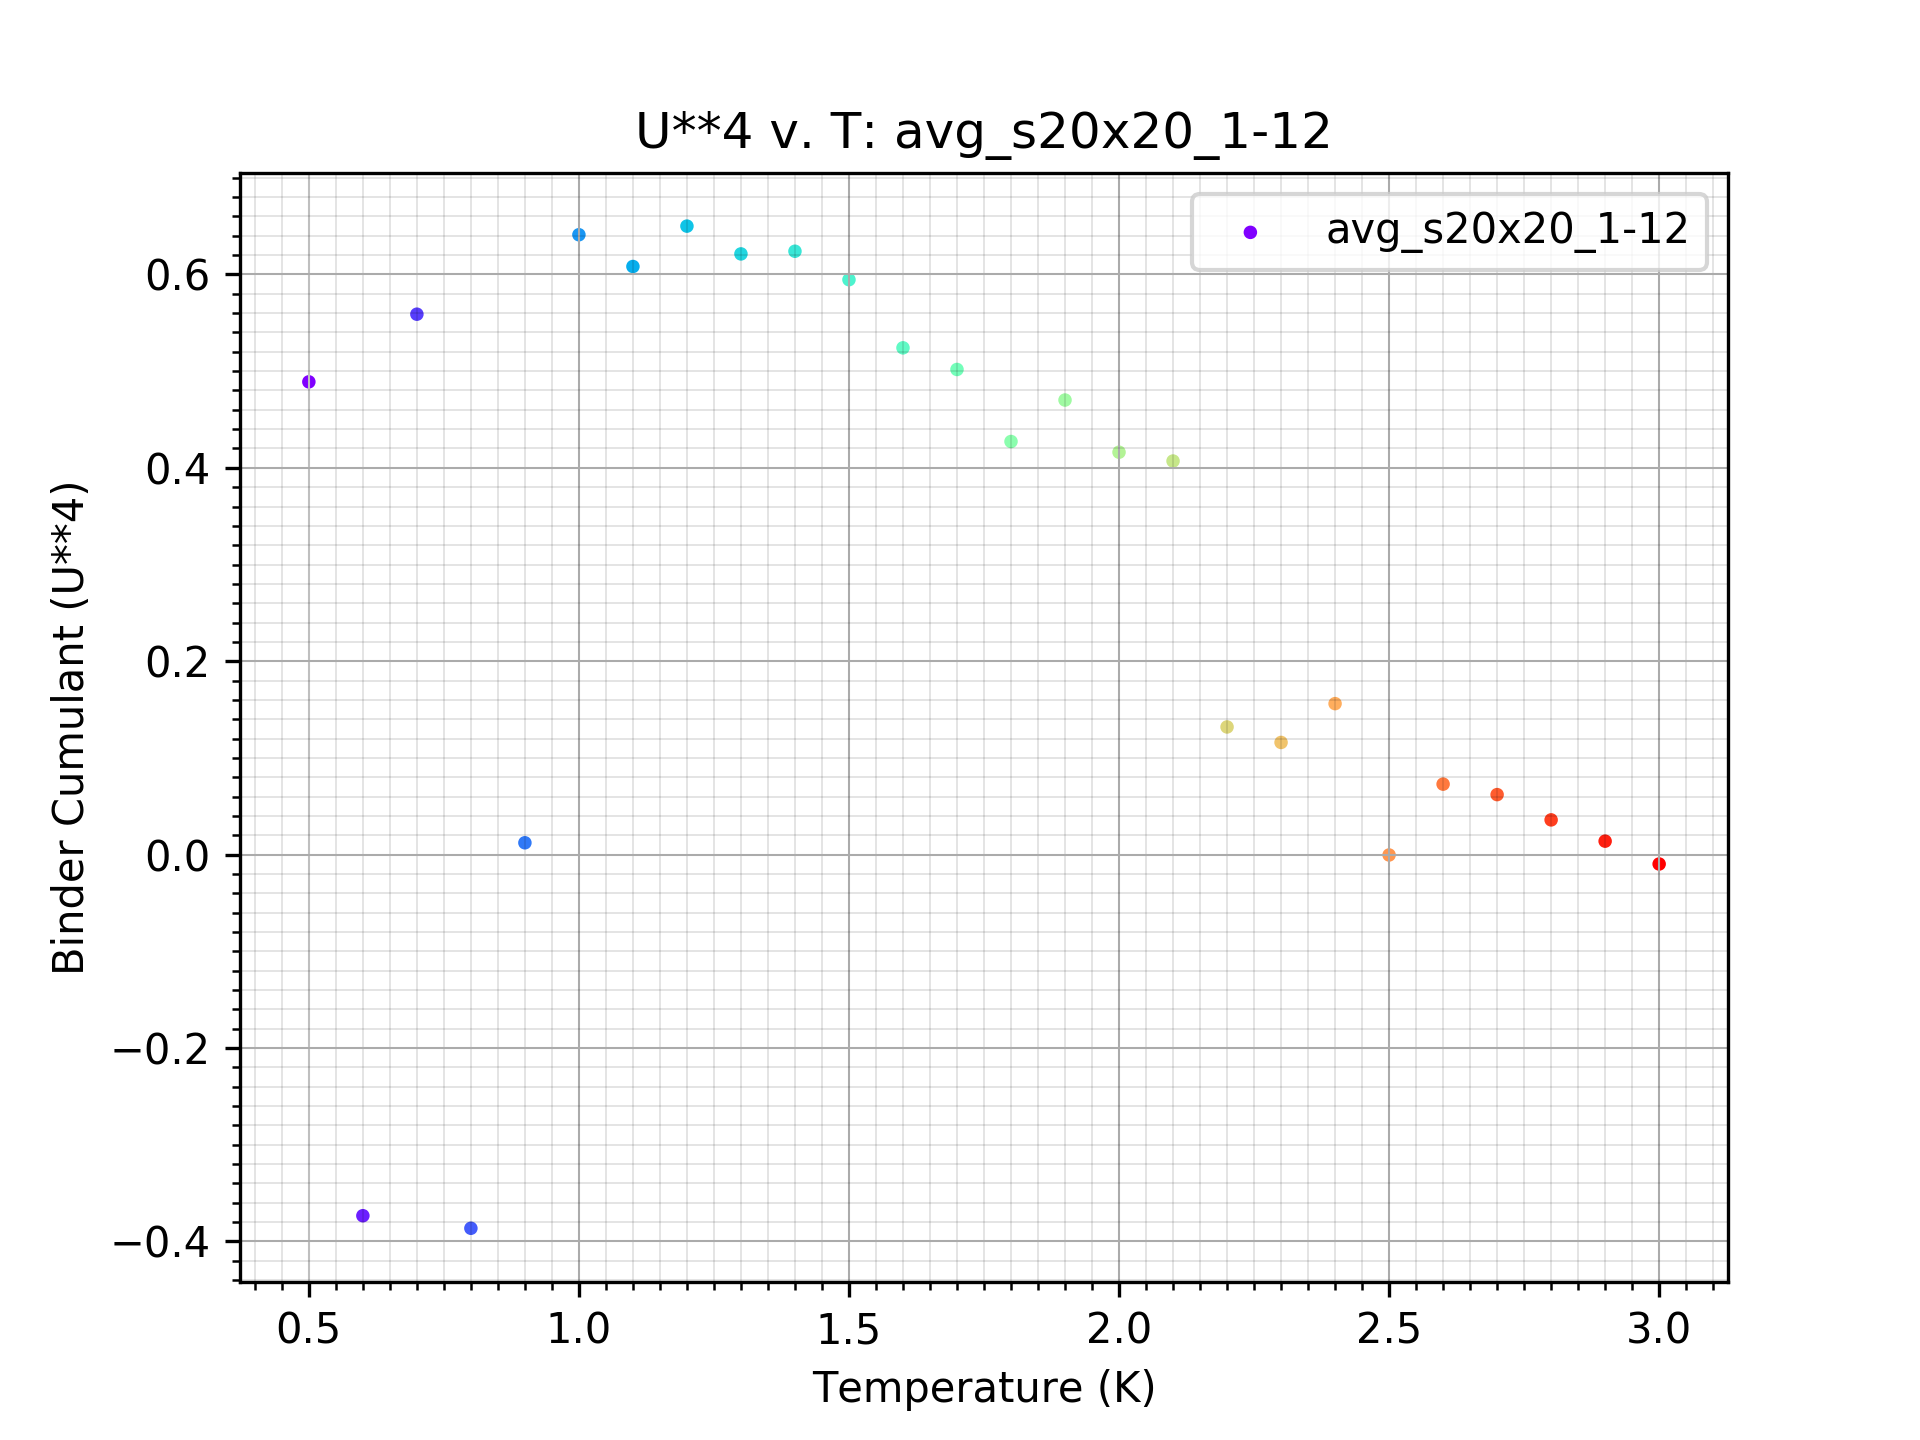 U**4 v. T: avg_s20x20_1-12
avg_s20x20_1-12
Binder Cumulant (U**4)
0.6
0.4
0.2
0.0
−0.2
−0.4
0.5 1.0 1.5 2.0 2.5 3.0
Temperature (K)